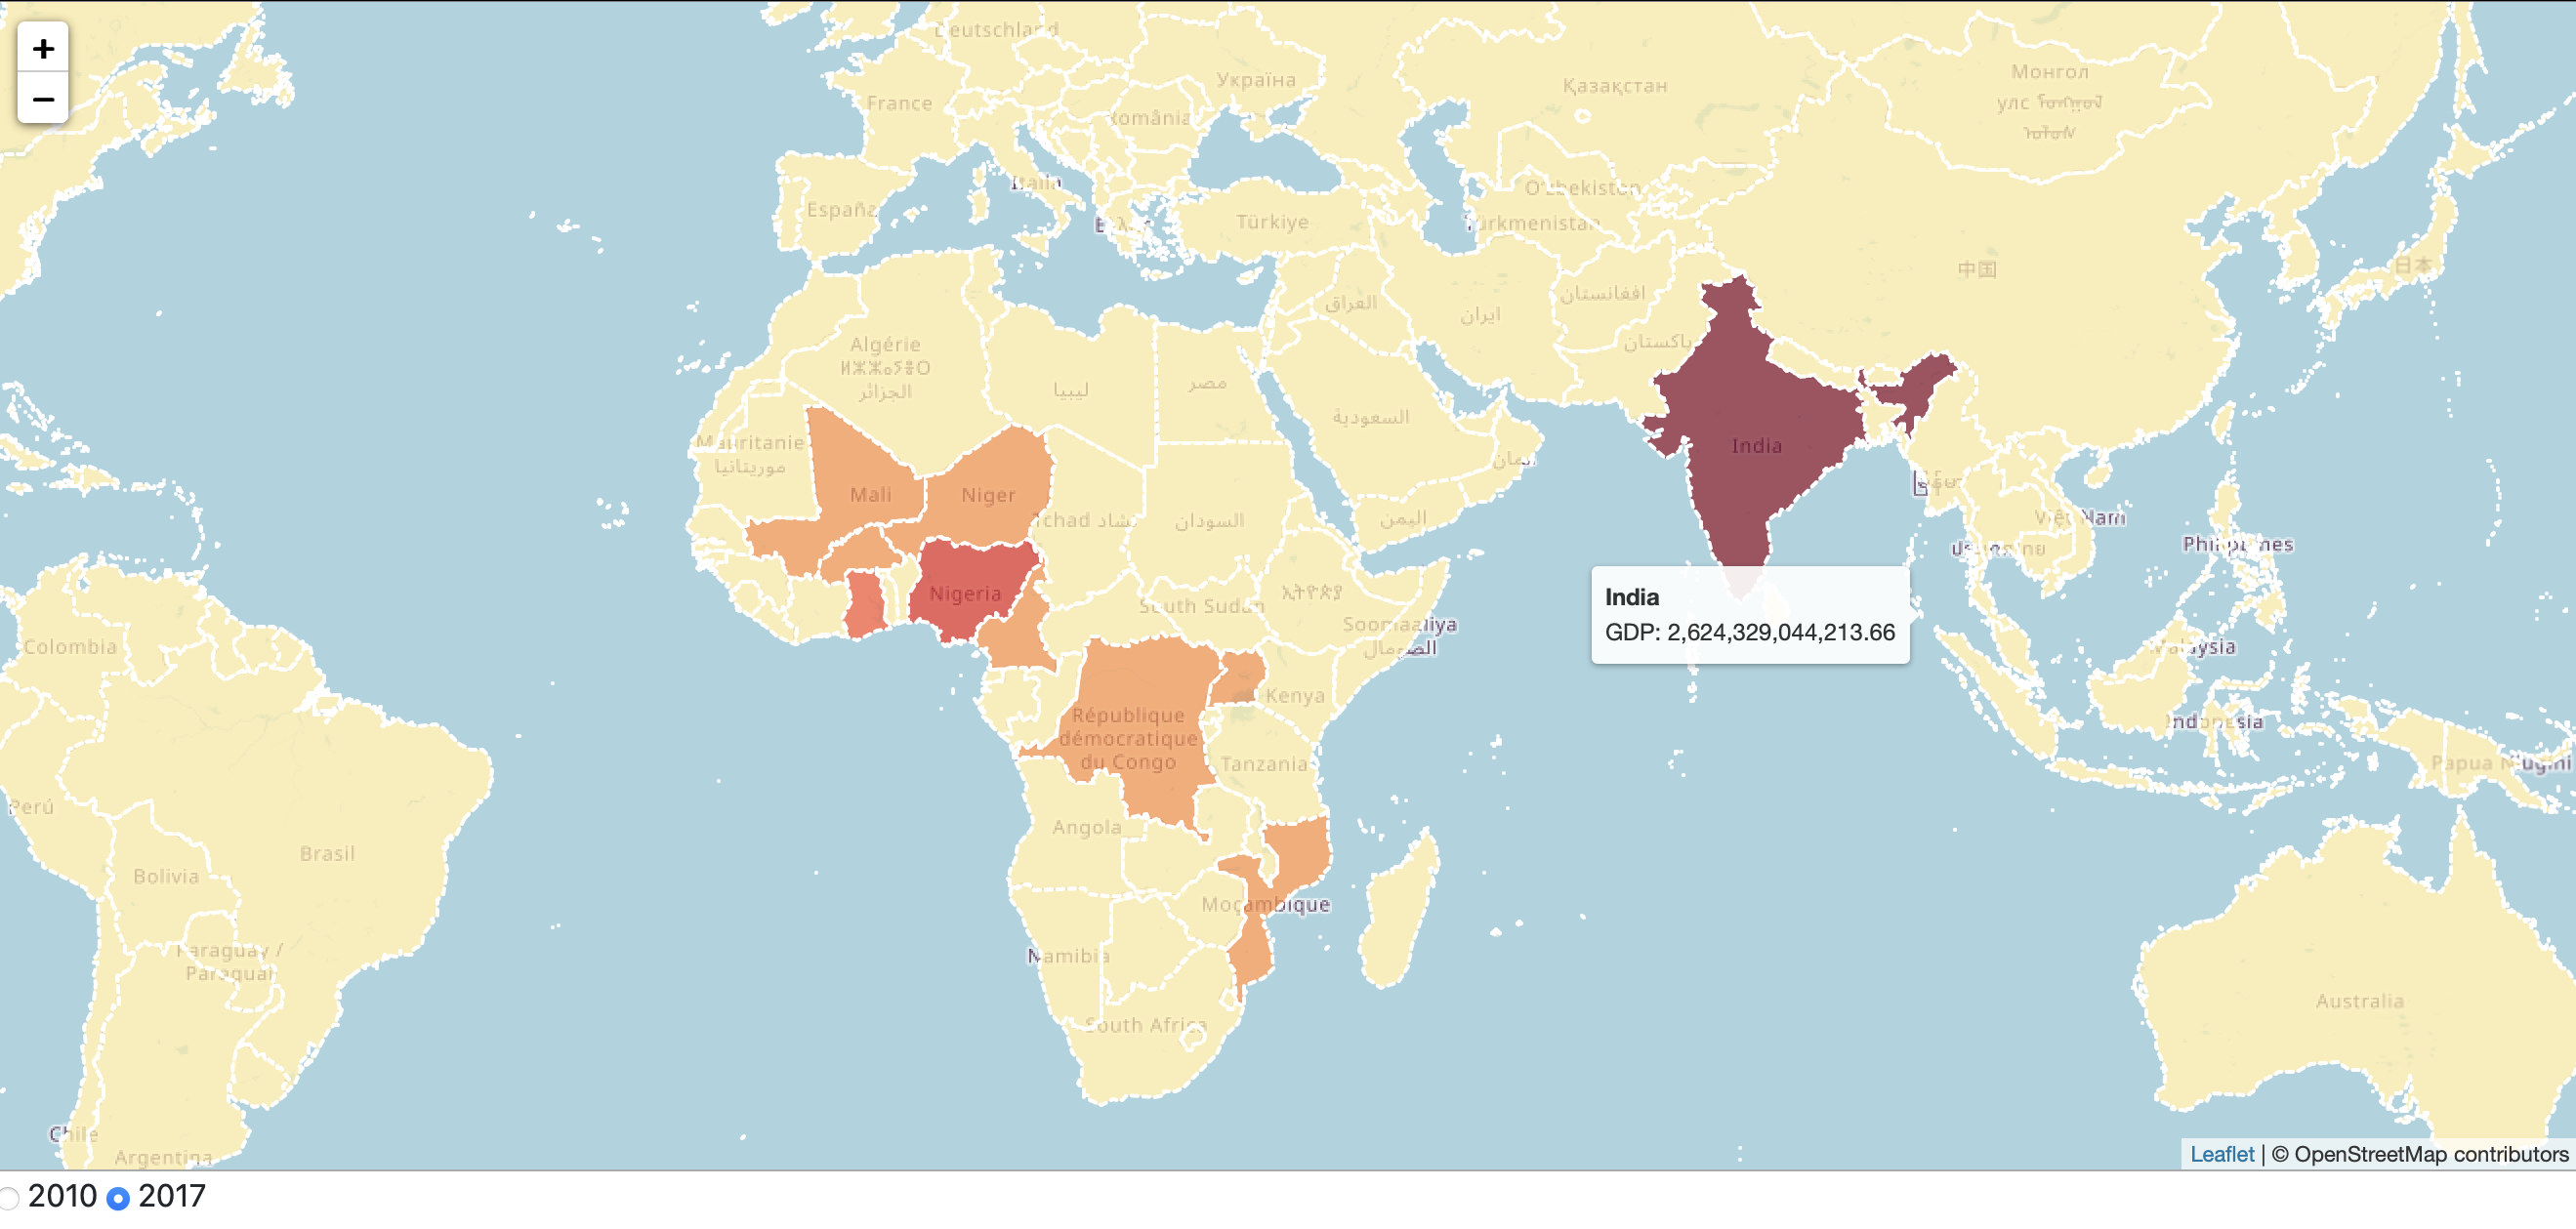 +
−
Deutschland
Україна
Қазақстан
Монгол
улс
France
România
Italia
España
Türkiye
O'zbekiston
Türkmenistan
中国
日本
العراق
ایران
افغانستان
پاکستان
Algérie
ⵍⵣⵣⴰⵢⴻⵔ
الجزائر
ليبيا
مصر
السعودية
عمان
اليمن
Mauritanie
موريتانيا
Mali
Niger
Tchad تشاد
السودان
India
Việt Nam
Philippines
Nigeria
South Sudan
ኢትዮጵያ
Soomaaliya
الصومال
India
GDP: 2,624,329,044,213.66
Colombia
Malaysia
Kenya
République
démocratique
du Congo
Indonesia
Tanzania
Papua Niugini
Perú
Angola
Brasil
Bolivia
Moçambique
Paraguay /
Paraguái
Namibia
Australia
South Africa
Chile
Argentina
Leaflet | © OpenStreetMap contributors
2010 2017